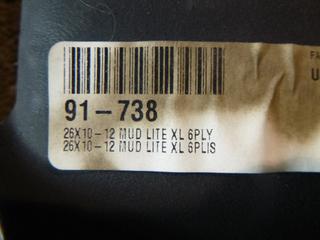 91-738
26X10-12 MUD LITE XL 6PLY
26X10-12 MUD LITE XL 6PLIS